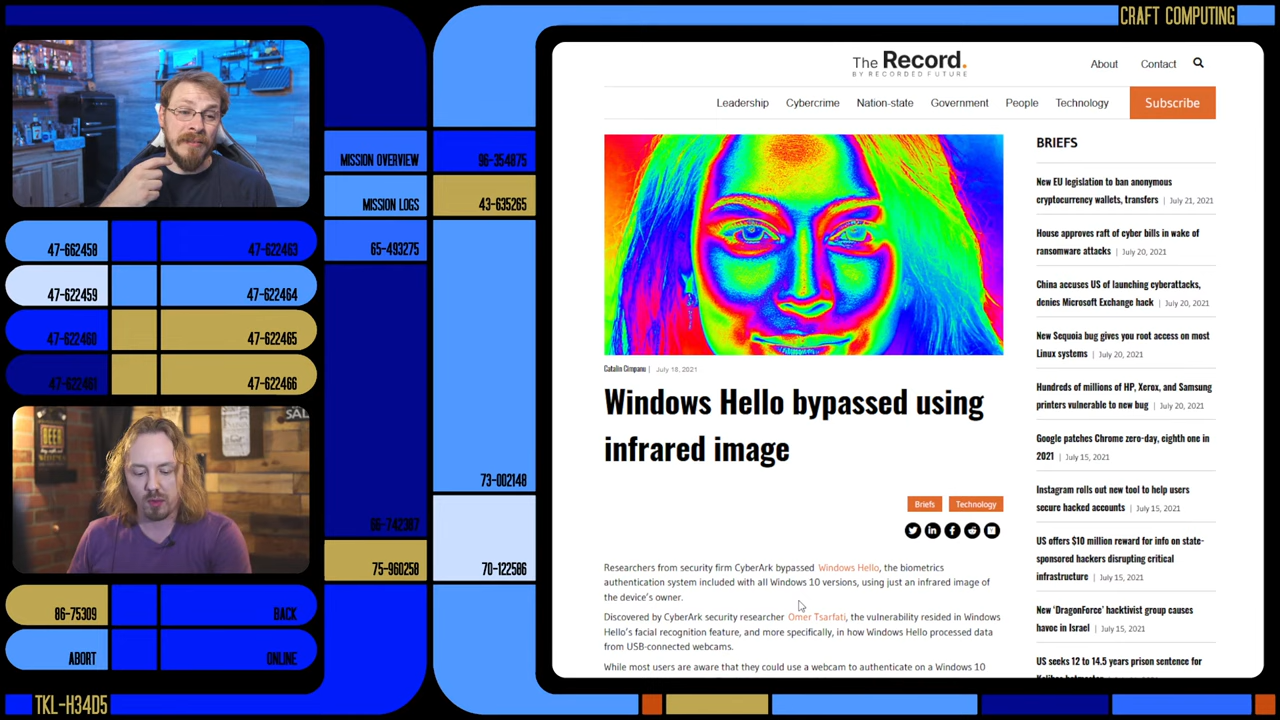 CRAFT COMPUTING
MISSION OVERVIEW
96-354875
MISSION LOGS
43-635265
47-662458
47-622463
65-493275
47-622459
47-622464
47-622460
47-622465
47-622461
47-622466
BEER
SAL
73-002148
66-742387
75-960258
70-122586
86-75309
BACK
ABORT
ONLINE
TKL-H34D5
The Record.
BY RECORDED FUTURE
About
Contact
Leadership
Cybercrime
Nation-state
Government
People
Technology
Subscribe
Catalin Cimpanu | July 18, 2021
Windows Hello bypassed using
infrared image
Briefs
Technology
Researchers from security firm CyberArk bypassed Windows Hello, the biometrics
authentication system included with all Windows 10 versions, using just an infrared image of
the device's owner.
Discovered by CyberArk security researcher Omer Tsarfati, the vulnerability resided in Windows
Hello's facial recognition feature, and more specifically, in how Windows Hello processed data
from USB-connected webcams.
While most users are aware that they could use a webcam to authenticate on a Windows 10
BRIEFS
New EU legislation to ban anonymous
cryptocurrency wallets, transfers | July 21, 2021
House approves raft of cyber bills in wake of
ransomware attacks | July 20, 2021
China accuses US of launching cyberattacks,
denies Microsoft Exchange hack | July 20, 2021
New Sequoia bug gives you root access on most
Linux systems | July 20, 2021
Hundreds of millions of HP, Xerox, and Samsung
printers vulnerable to new bug | July 20, 2021
Google patches Chrome zero-day, eighth one in
2021 | July 15, 2021
Instagram rolls out new tool to help users
secure hacked accounts | July 15, 2021
US offers $10 million reward for info on state-
sponsored hackers disrupting critical
infrastructure | July 15, 2021
New 'DragonForce' hacktivist group causes
havoc in Israel | July 15, 2021
US seeks 12 to 14.5 years prison sentence for